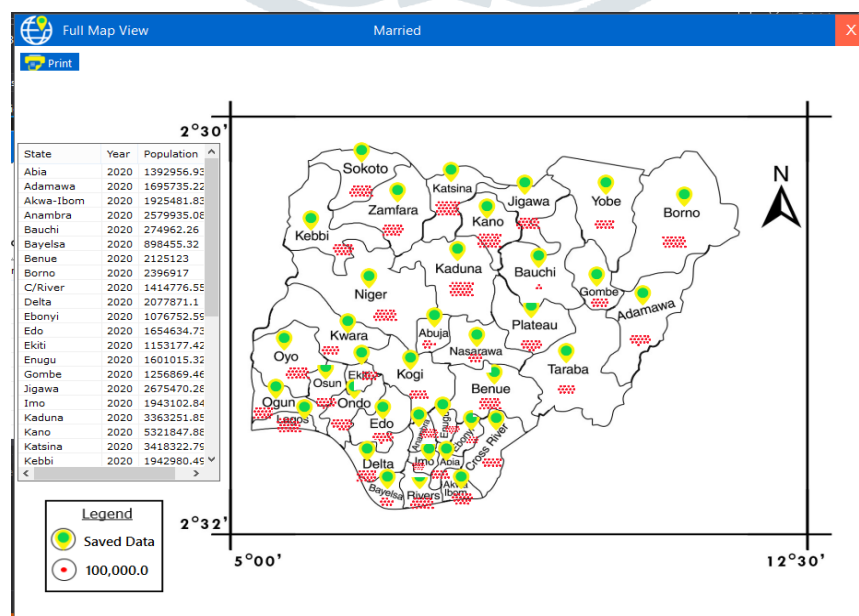 Full Map View
Married
X
Print
2°30'
State Year Population
Abia 2020 1392956.93
Adamawa 2020 1695735.22
Akwa-Ibom 2020 1925481.83
Anambra 2020 2579935.08
Bauchi 2020 274962.26
Bayelsa 2020 898455.32
Benue 2020 2125123
Borno 2020 2396917
C/River 2020 1414776.55
Delta 2020 2077871.1
Ebonyi 2020 1076752.59
Edo 2020 1654634.73
Ekiti 2020 1153177.42
Enugu 2020 1601015.32
Gombe 2020 1256869.46
Jigawa 2020 2675470.28
Imo 2020 1943102.84
Kaduna 2020 3363251.85
Kano 2020 5321847.88
Katsina 2020 3418322.79
Kebbi 2020 1942980.49
N
Sokoto
Katsina
Jigawa
Yobe
Borno
Zamfara
Kano
Kebbi
Kaduna
Bauchi
Niger
Gombe
Adamawa
Kwara
Abuja
Plateau
Nasarawa
Oyo
Taraba
Osun
Kogi
Benue
Ogun
Ondo
Lagos
Edo
Anambra
Enugu
Ebony
Cross River
Delta
Imo
Abia
Bayelsa
Rivers
Ibom
Legend
Saved Data
100,000.0
2°32'
5°00'
12°30'